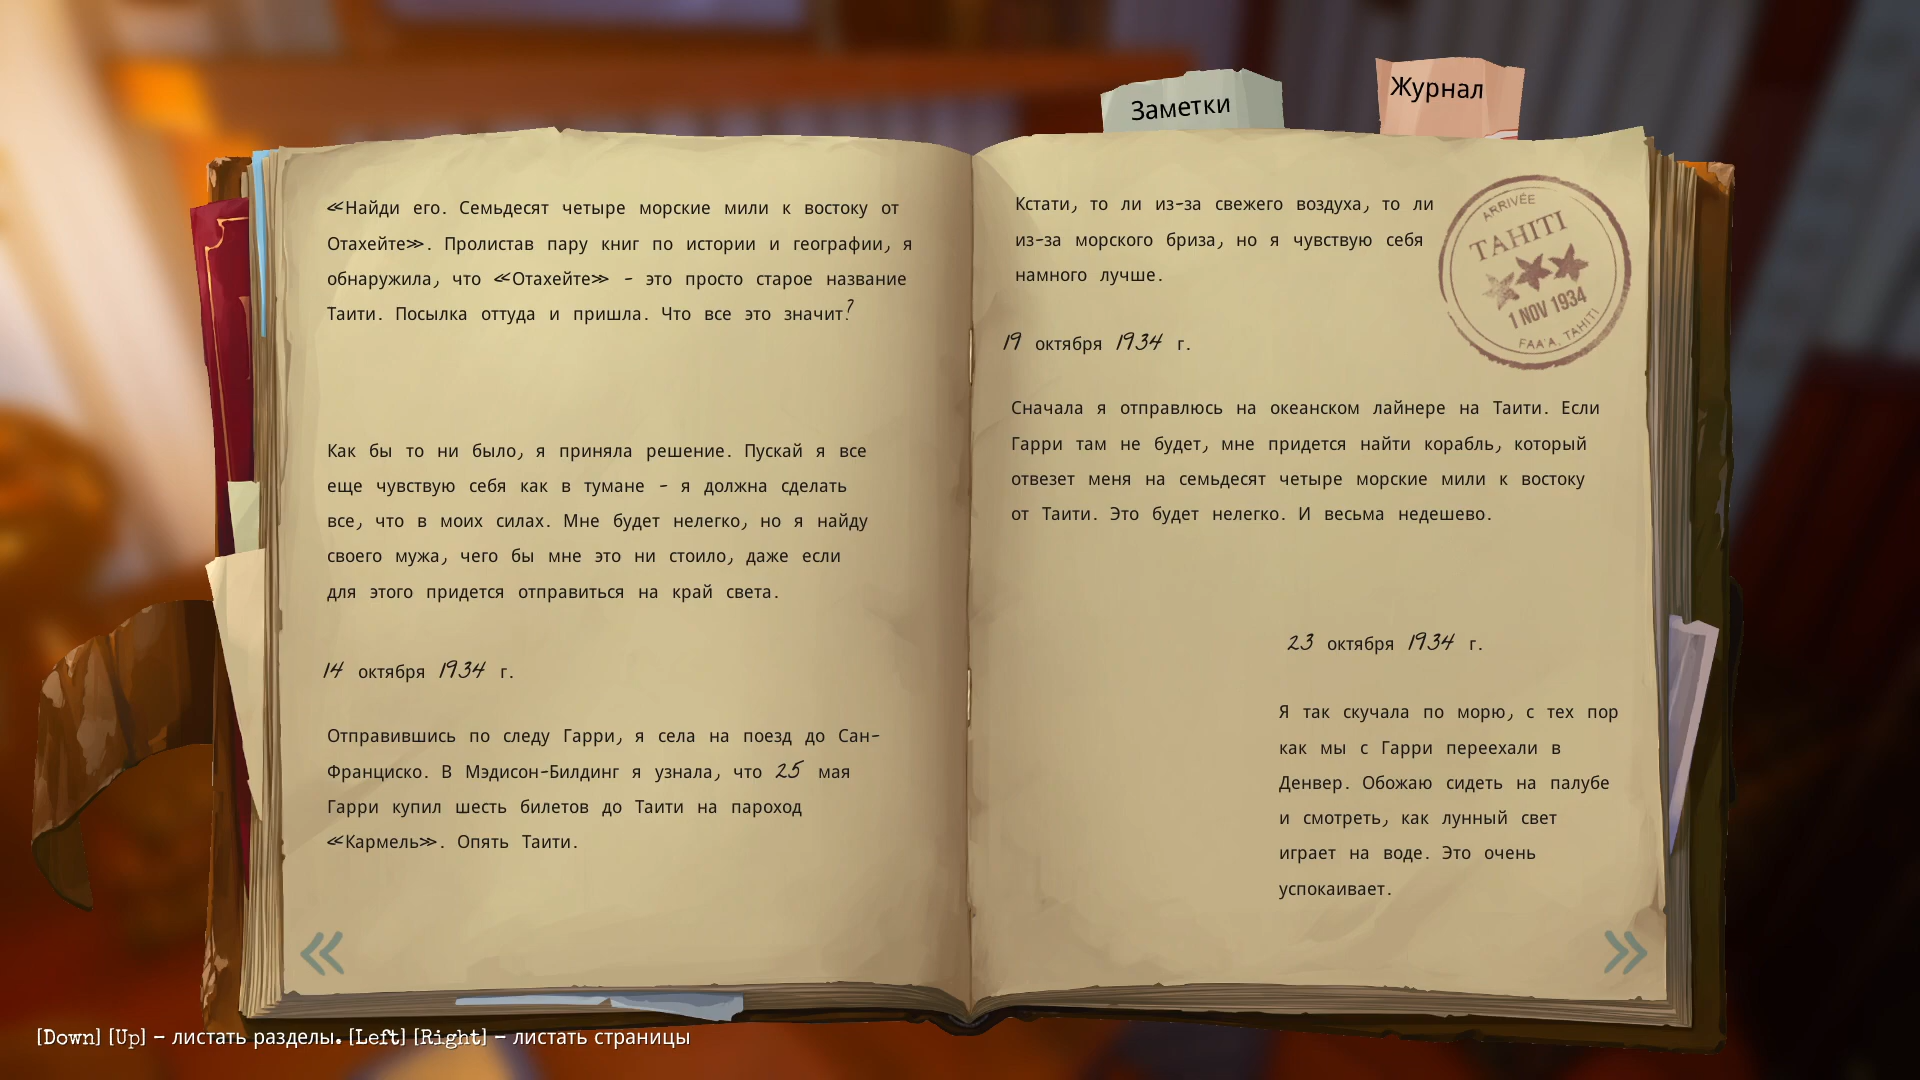 Заметки
Журнал
«Найди его. Семьдесят четыре морские мили к востоку от
Отахейте». Пролистав пару книг по истории и географии, я
обнаружила, что «Отахейте» - это просто старое название
Таити. Посылка оттуда и пришла. Что все это значит?
Как бы то ни было, я приняла решение. Пускай я все
еще чувствую себя как в тумане - я должна сделать
все, что в моих силах. Мне будет нелегко, но я найду
своего мужа, чего бы мне это ни стоило, даже если
для этого придется отправиться на край света.
14 октября 1934 г.
Отправившись по следу Гарри, я села на поезд до Сан-
Франциско. В Мэдисон-Билдинг я узнала, что 25 мая
Гарри купил шесть билетов до Таити на пароход
«Кармель». Опять Таити.
Кстати, то ли из-за свежего воздуха, то ли
из-за морского бриза, но я чувствую себя
намного лучше.
ARRIVÉE
TAHITI
1 NOV 1934
FAA'A, TAHITI
19 октября 1934 г.
Сначала я отправлюсь на океанском лайнере на Таити. Если
Гарри там не будет, мне придется найти корабль, который
отвезет меня на семьдесят четыре морские мили к востоку
от Таити. Это будет нелегко. И весьма недешево.
23 октября 1934 г.
Я так скучала по морю, с тех пор
как мы с Гарри переехали в
Денвер. Обожаю сидеть на палубе
и смотреть, как лунный свет
играет на воде. Это очень
успокаивает.
[Down] [Up] - листать разделы. [Left] [Right] - листать страницы